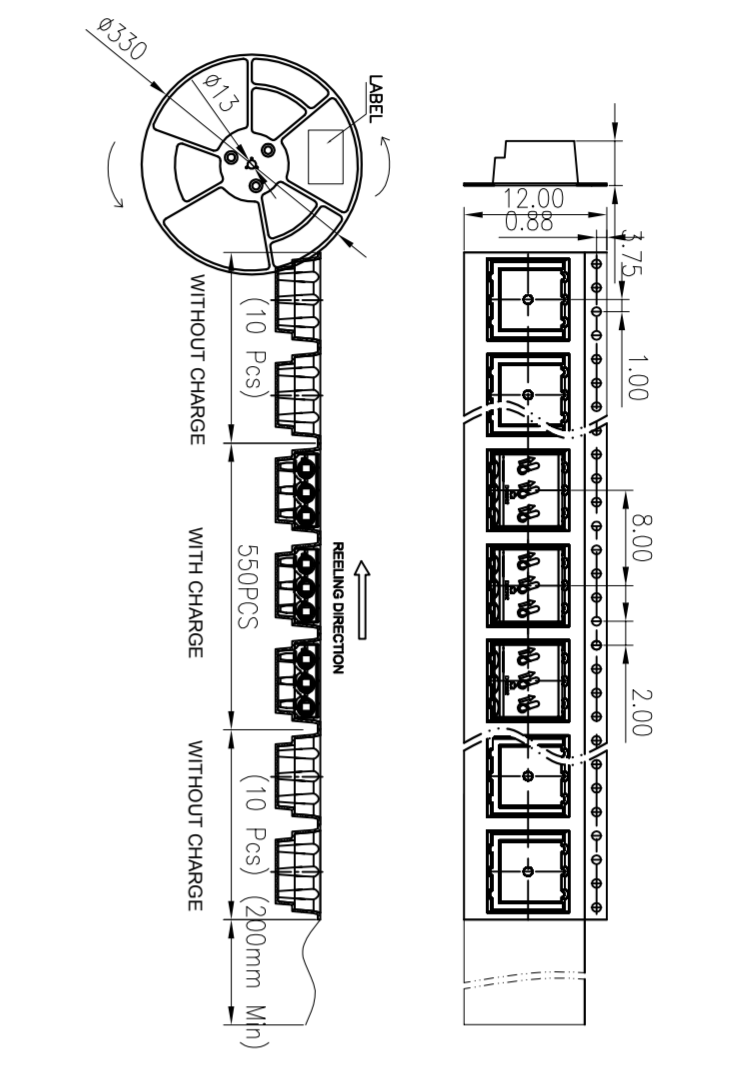 ø330
ø13
LABEL
12.00
0.88
3.75
1.00
8.00
2.00
WITHOUT CHARGE
(10 Pcs)
WITH CHARGE
550PCS
REELING DIRECTION
WITHOUT CHARGE
(10 Pcs)
(200mm Min)